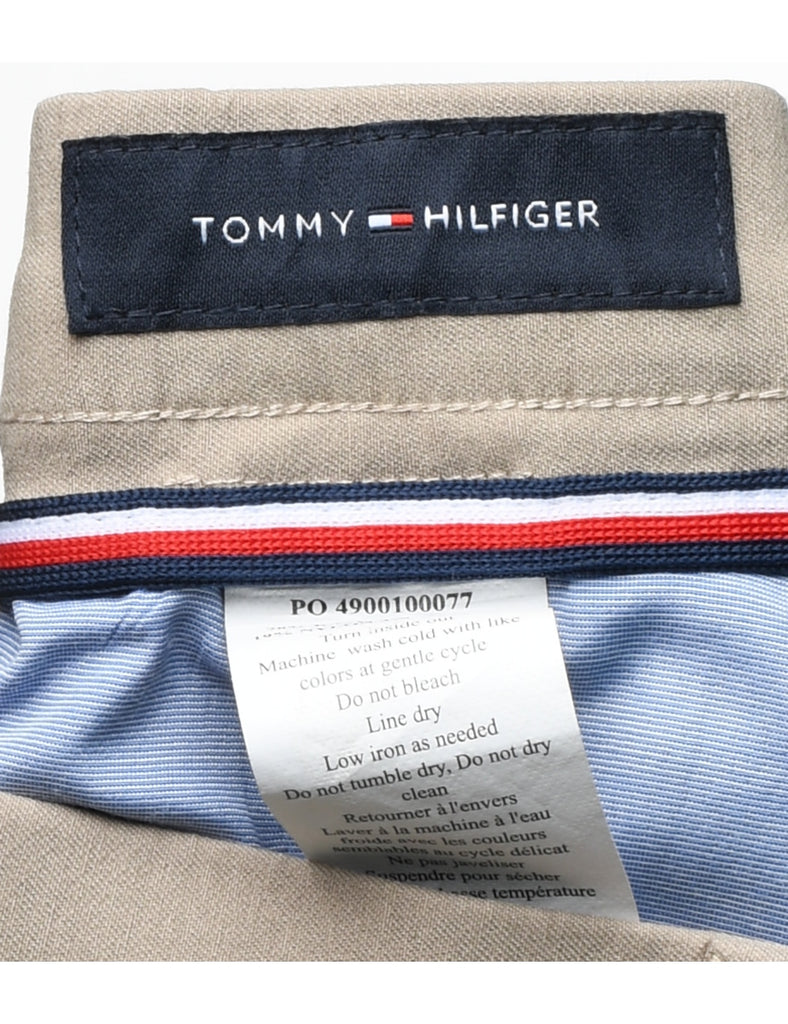 TOMMY HILFIGER
PO 4900100077
Turn inside out
Machine wash cold with like
colors at gentle cycle
Do not bleach
Line dry
Low iron as needed
Do not tumble dry, Do not dry
clean
Retourner à l'envers
Laver à la machine à l'eau
froide avec les couleurs
semblables au cycle délicat
Ne pas javeliser
Suspendre pour sécher
température